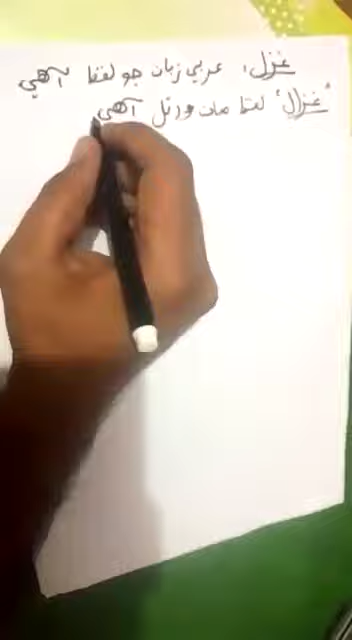 غزل، عربي زبان جو لفظ آهي
"غزال" لفظ مان ورتل آهي